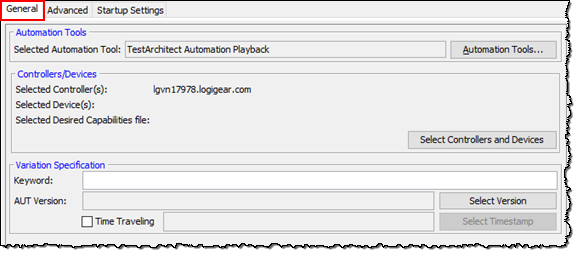 General Advanced Startup Settings
Automation Tools
Selected Automation Tool: TestArchitect Automation Playback Automation Tools...
Controllers/Devices
Selected Controller(s): lgvn17978.logigear.com
Selected Device(s):
Selected Desired Capabilities file:
Select Controllers and Devices
Variation Specification
Keyword:
AUT Version: Select Version
Time Traveling Select Timestamp